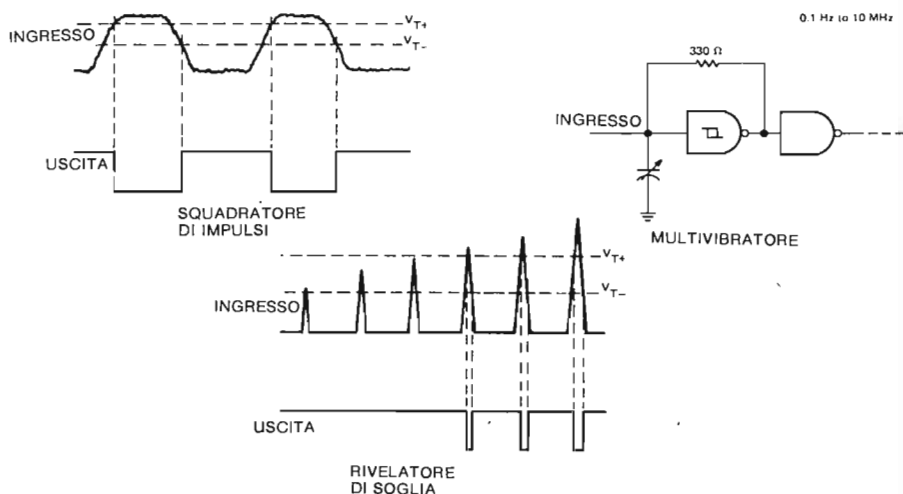 V_T+
INGRESSO
V_T-
USCITA
SQUADRATORE
DI IMPULSI
0.1 Hz to 10 MHz
330 Ω
INGRESSO
MULTIVIBRATORE
V_T+
V_T-
INGRESSO
USCITA
RIVELATORE
DI SOGLIA